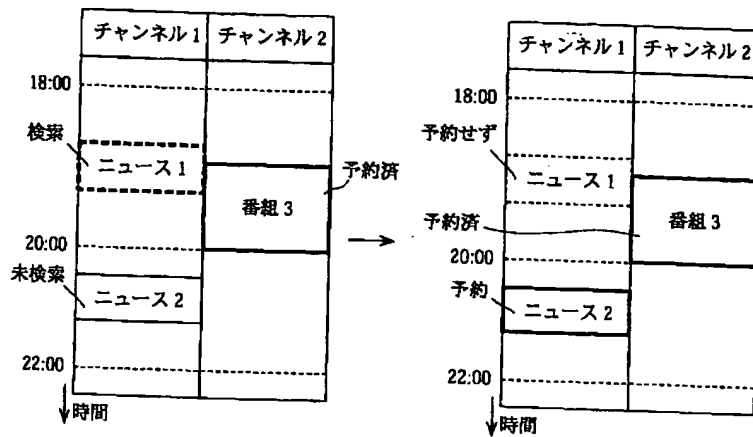 チャンネル1 チャンネル2
18:00
検索
ニュース1
予約済
番組3
20:00
未検索
ニュース2
22:00
時間
チャンネル1 チャンネル2
18:00
予約せず
ニュース1
予約済
番組3
20:00
予約
ニュース2
22:00
時間